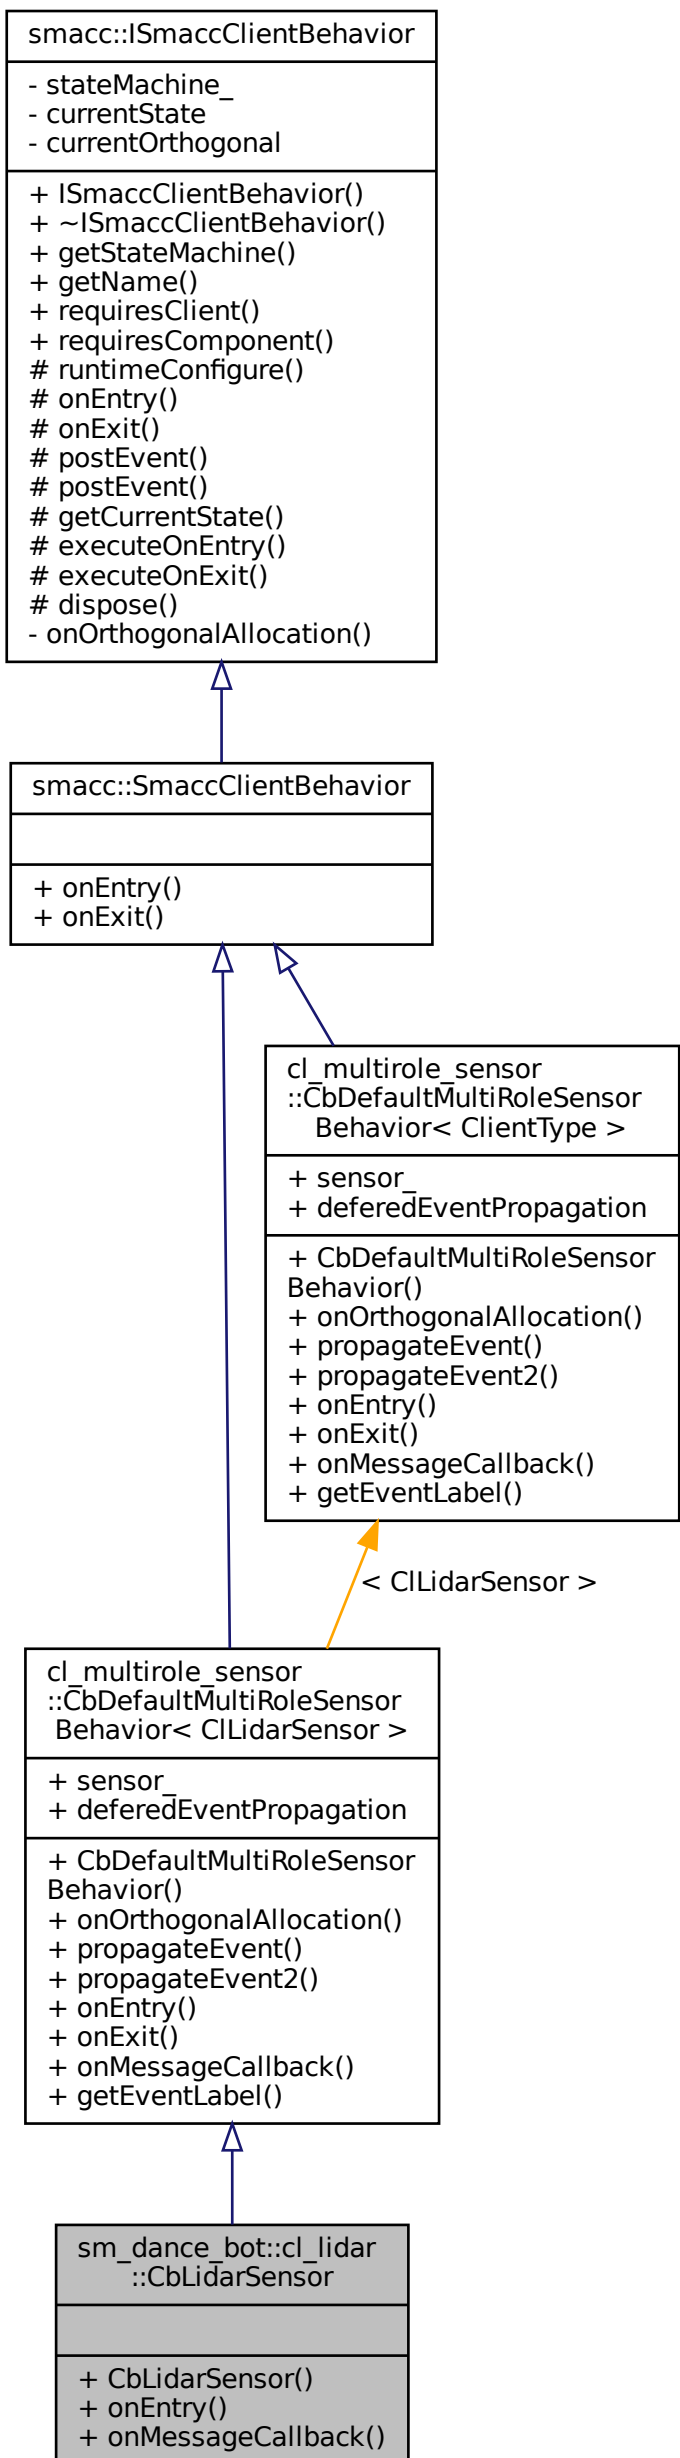 smacc::ISmaccClientBehavior
- stateMachine_
- currentState
- currentOrthogonal
+ ISmaccClientBehavior()
+ ~ISmaccClientBehavior()
+ getStateMachine()
+ getName()
+ requiresClient()
+ requiresComponent()
# runtimeConfigure()
# onEntry()
# onExit()
# postEvent()
# postEvent()
# getCurrentState()
# executeOnEntry()
# executeOnExit()
# dispose()
- onOrthogonalAllocation()
smacc::SmaccClientBehavior
+ onEntry()
+ onExit()
cl_multirole_sensor
::CbDefaultMultiRoleSensor
Behavior< ClientType >
+ sensor_
+ deferedEventPropagation
+ CbDefaultMultiRoleSensor
Behavior()
+ onOrthogonalAllocation()
+ propagateEvent()
+ propagateEvent2()
+ onEntry()
+ onExit()
+ onMessageCallback()
+ getEventLabel()
< ClLidarSensor >
cl_multirole_sensor
::CbDefaultMultiRoleSensor
Behavior< ClLidarSensor >
+ sensor_
+ deferedEventPropagation
+ CbDefaultMultiRoleSensor
Behavior()
+ onOrthogonalAllocation()
+ propagateEvent()
+ propagateEvent2()
+ onEntry()
+ onExit()
+ onMessageCallback()
+ getEventLabel()
sm_dance_bot::cl_lidar
::CbLidarSensor
+ CbLidarSensor()
+ onEntry()
+ onMessageCallback()